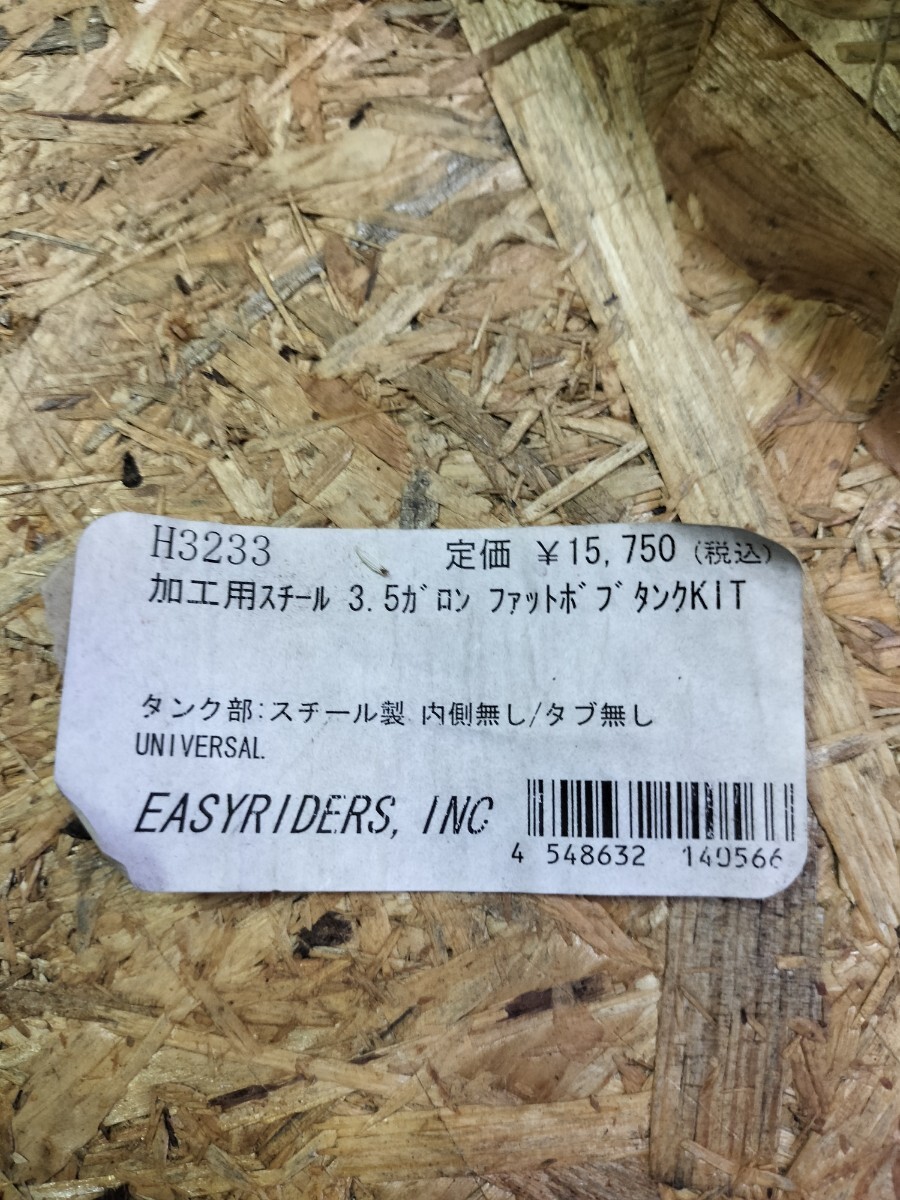 H3233 定価 ¥15,750 (税込)
加工用ｽﾁｰﾙ 3.5ｶﾞﾛﾝ ﾌｧｯﾄﾎﾞﾌﾞﾀﾝｸKIT
タンク部:スチール製 内側無し/タブ無し
UNIVERSAL
EASYRIDERS, INC
4 548632 140566